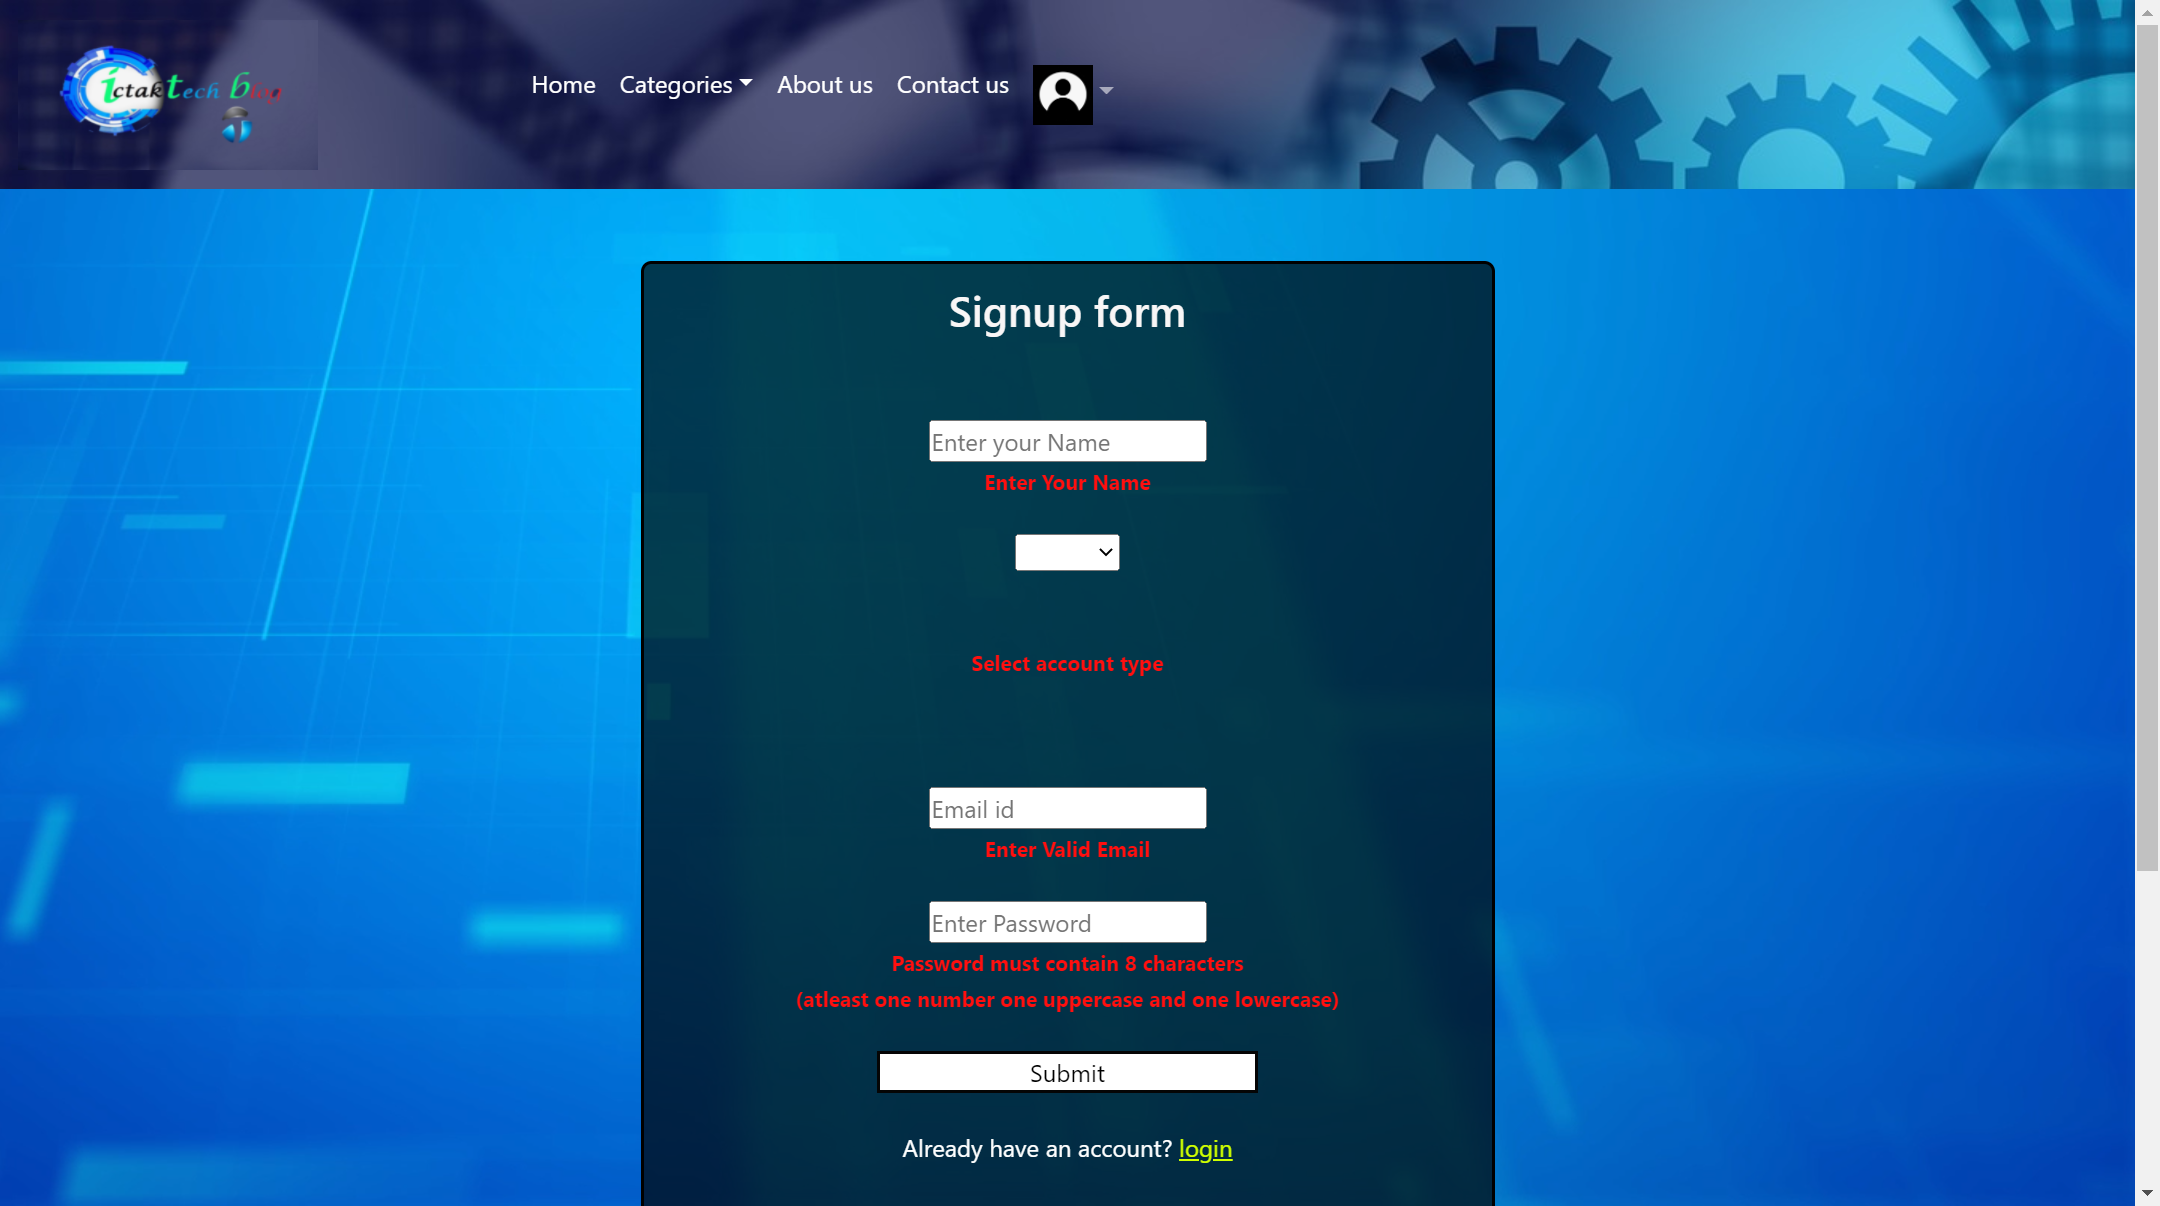 ictak Tech Blog
Home Categories About us Contact us
Signup form
Enter your Name
Enter Your Name
Select account type
Email id
Enter Valid Email
Enter Password
Password must contain 8 characters
(atleast one number one uppercase and one lowercase)
Submit
Already have an account? login